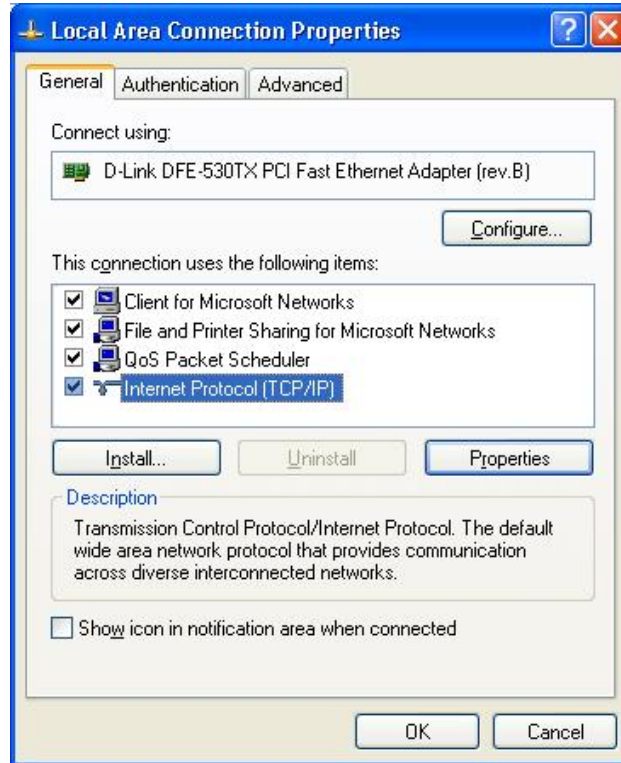 Local Area Connection Properties
General Authentication Advanced
Connect using:
D-Link DFE-530TX PCI Fast Ethernet Adapter (rev.B)
Configure...
This connection uses the following items:
Client for Microsoft Networks
File and Printer Sharing for Microsoft Networks
QoS Packet Scheduler
Internet Protocol (TCP/IP)
Install... Uninstall Properties
Description
Transmission Control Protocol/Internet Protocol. The default
wide area network protocol that provides communication
across diverse interconnected networks.
Show icon in notification area when connected
OK Cancel